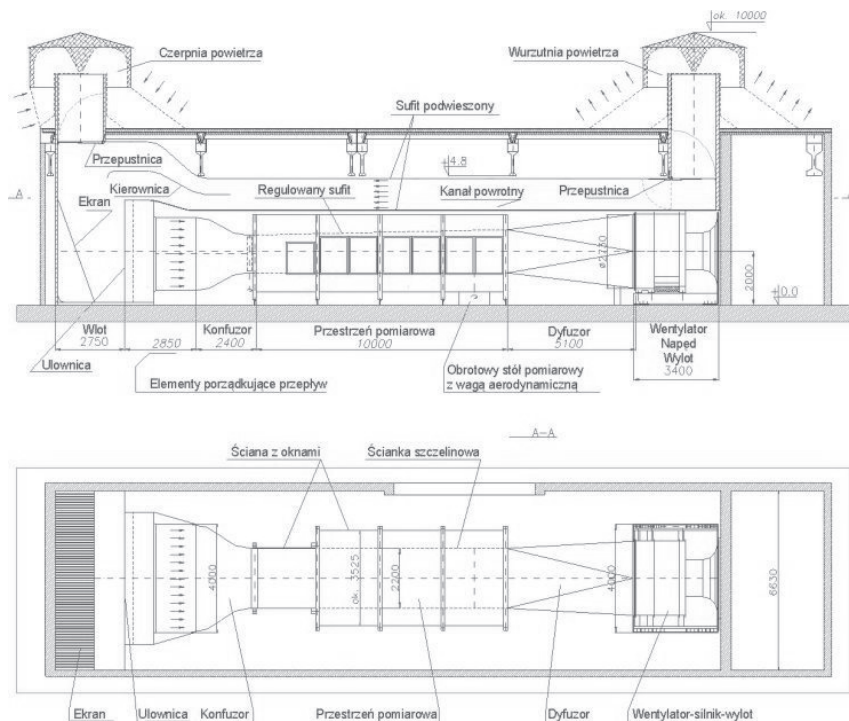 ok. 10000
Czerpnia powietrza
Wurzutnia powietrza
Sufit podwieszony
Przepustnica
+4.8
Kierownica
Regulowany sufit
Kanał powrotny
Przepustnica
A
Ekran
2000
+0.0
Wlot
Konfuzor
Przestrzeń pomiarowa
Dyfuzor
Wentylator
Napęd
Wylot
2750
2850
2400
10000
5100
3400
Ulownica
Elementy porządkujące przepływ
Obrotowy stół pomiarowy
z wagą aerodynamiczną
A-A
Ściana z oknami
Ścianka szczelinowa
4000
ok. 3525
2200
4000
6630
Ekran
Ulownica
Konfuzor
Przestrzeń pomiarowa
Dyfuzor
Wentylator-silnik-wylot